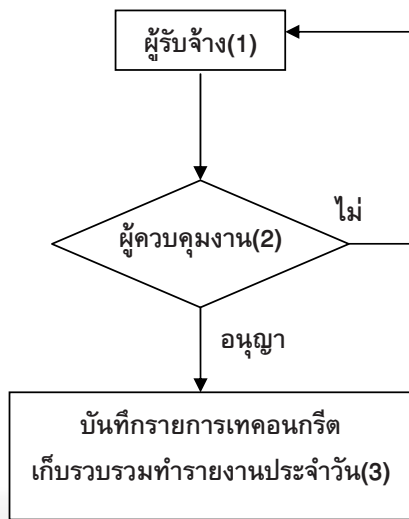 ผู้รับจ้าง(1)
ไม่
ผู้ควบคุมงาน(2)
อนุญา
บันทึกรายการเทคอนกรีต
เก็บรวบรวมทำรายงานประจำวัน(3)